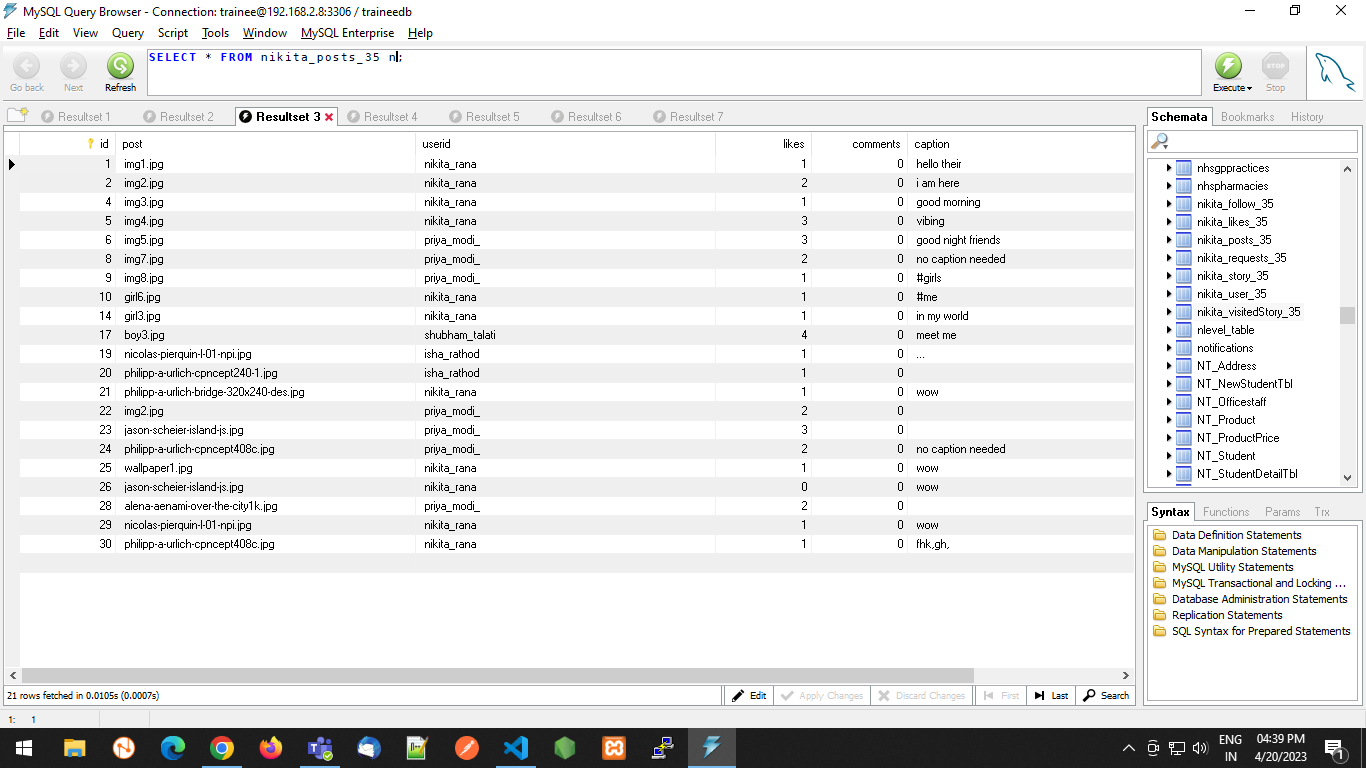 MySQL Query Browser - Connection: trainee@192.168.2.8:3306 / traineedb
File Edit View Query Script Tools Window MySQL Enterprise Help
SELECT * FROM nikita_posts_35 n;
Go back Next Refresh Execute Stop
Resultset 1 Resultset 2 Resultset 3 Resultset 4 Resultset 5 Resultset 6 Resultset 7
id post userid likes comments caption
1 img1.jpg nikita_rana 1 0 hello their
2 img2.jpg nikita_rana 2 0 i am here
4 img3.jpg nikita_rana 1 0 good morning
5 img4.jpg nikita_rana 3 0 vibing
6 img5.jpg priya_modi_ 3 0 good night friends
8 img7.jpg priya_modi_ 2 0 no caption needed
9 img8.jpg priya_modi_ 1 0 #girls
10 girl6.jpg nikita_rana 1 0 #me
14 girl3.jpg nikita_rana 1 0 in my world
17 boy3.jpg shubham_talati 4 0 meet me
19 nicolas-pierquin-l-01-npi.jpg isha_rathod 1 0 ...
20 philipp-a-urlich-cpncept240-1.jpg isha_rathod 1 0
21 philipp-a-urlich-bridge-320x240-des.jpg nikita_rana 1 0 wow
22 img2.jpg priya_modi_ 2 0
23 jason-scheier-island-js.jpg priya_modi_ 3 0
24 philipp-a-urlich-cpncept408c.jpg priya_modi_ 2 0 no caption needed
25 wallpaper1.jpg nikita_rana 1 0 wow
26 jason-scheier-island-js.jpg nikita_rana 0 0 wow
28 alena-aenami-over-the-city1k.jpg priya_modi_ 2 0
29 nicolas-pierquin-l-01-npi.jpg nikita_rana 1 0 wow
30 philipp-a-urlich-cpncept408c.jpg nikita_rana 1 0 fhk,gh,
21 rows fetched in 0.0105s (0.0007s)
Edit Apply Changes Discard Changes First Last Search
1: 1
Schemata Bookmarks History
nhsgppractices
nhspharmacies
nikita_follow_35
nikita_likes_35
nikita_posts_35
nikita_requests_35
nikita_story_35
nikita_user_35
nikita_visitedStory_35
nlevel_table
notifications
NT_Address
NT_NewStudentTbl
NT_Officestaff
NT_Product
NT_ProductPrice
NT_Student
NT_StudentDetailTbl
Syntax Functions Params Trx
Data Definition Statements
Data Manipulation Statements
MySQL Utility Statements
MySQL Transactional and Locking ...
Database Administration Statements
Replication Statements
SQL Syntax for Prepared Statements
ENG 04:39 PM
IN 4/20/2023
1